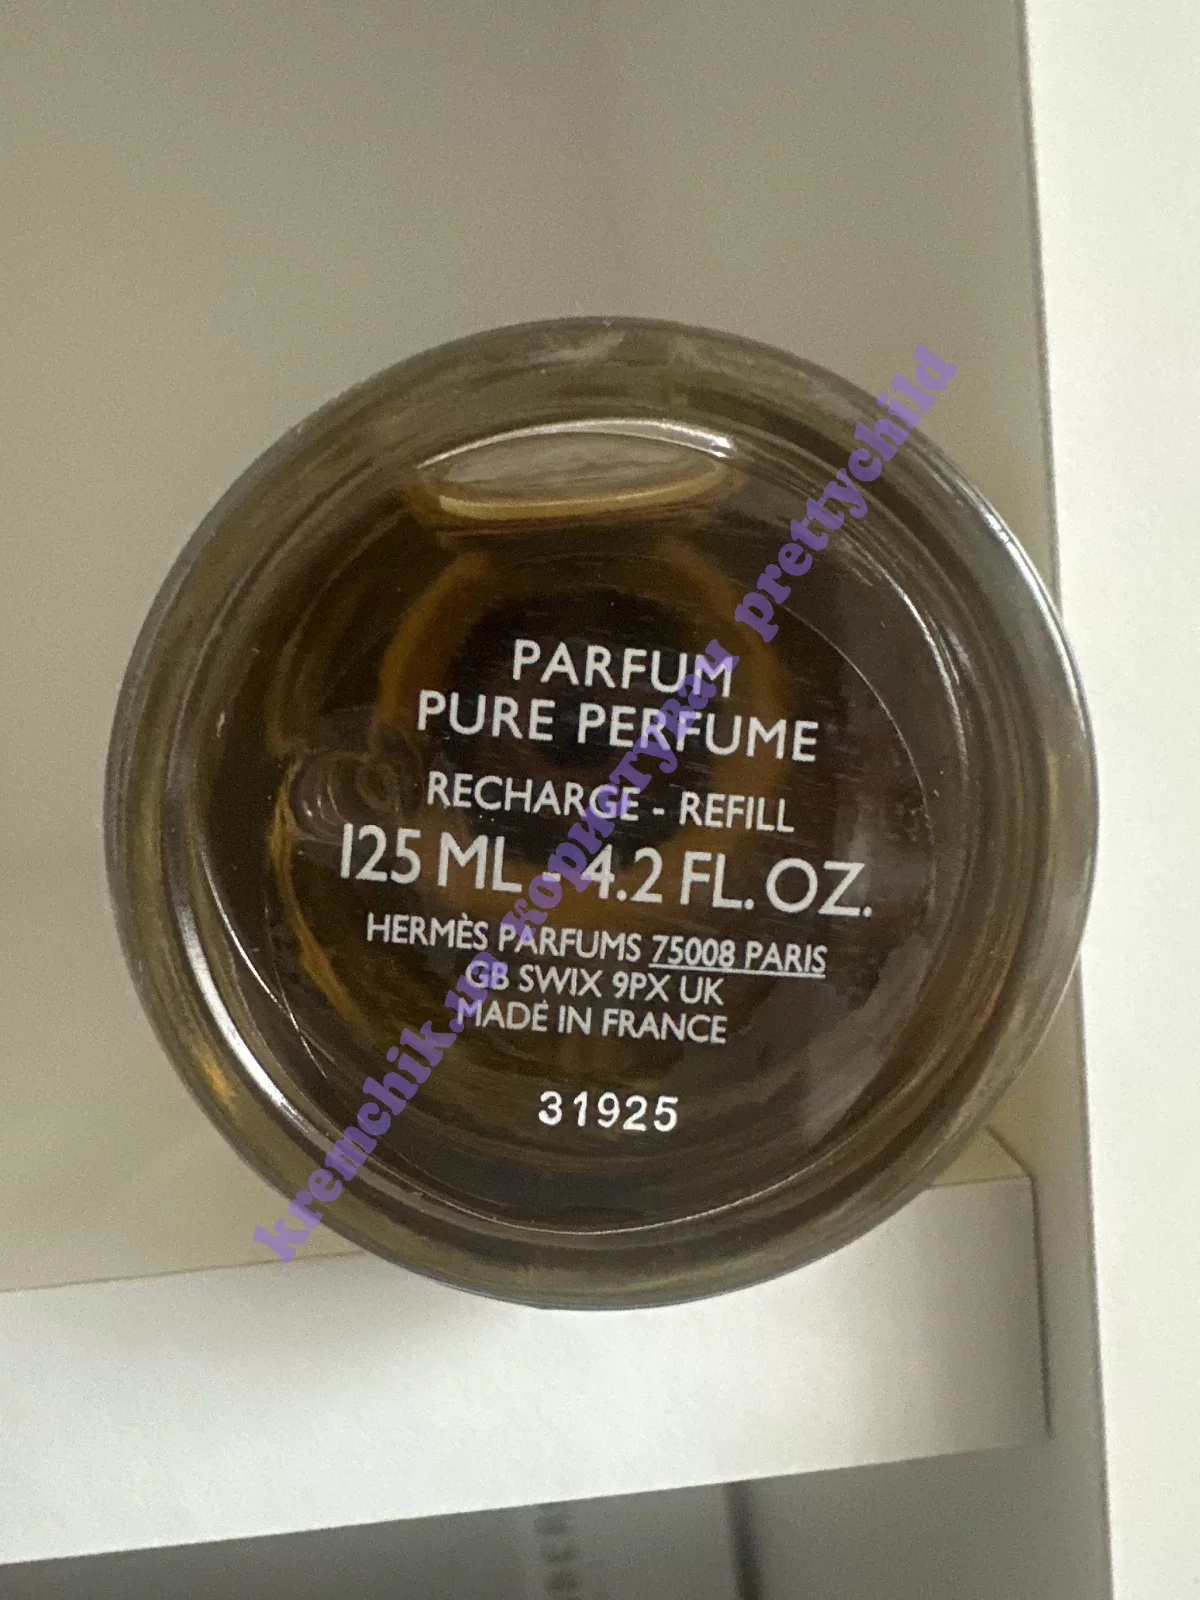 PARFUM
PURE PERFUME
RECHARGE - REFILL
125 ML - 4.2 FL. OZ.
HERMÈS PARFUMS 75008 PARIS
GB SW1X 9PX UK
MADE IN FRANCE
31925
kremchik.ua користувач prettychild